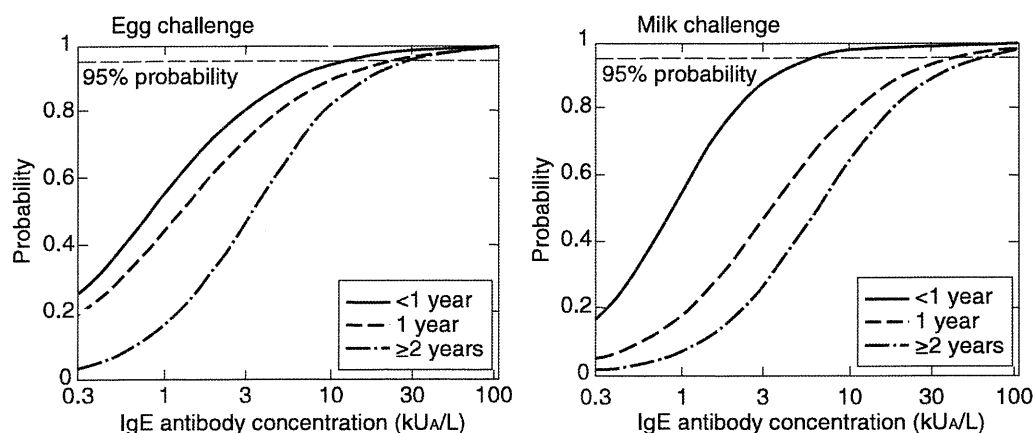 Egg challenge
1
95% probability
0.8
0.6
0.4
0.2
0
Probability
<1 year
1 year
≥2 years
0.3 1 3 10 30 100
IgE antibody concentration (kUA/L)
Milk challenge
1
95% probability
0.8
0.6
0.4
0.2
0
Probability
<1 year
1 year
≥2 years
0.3 1 3 10 30 100
IgE antibody concentration (kUA/L)